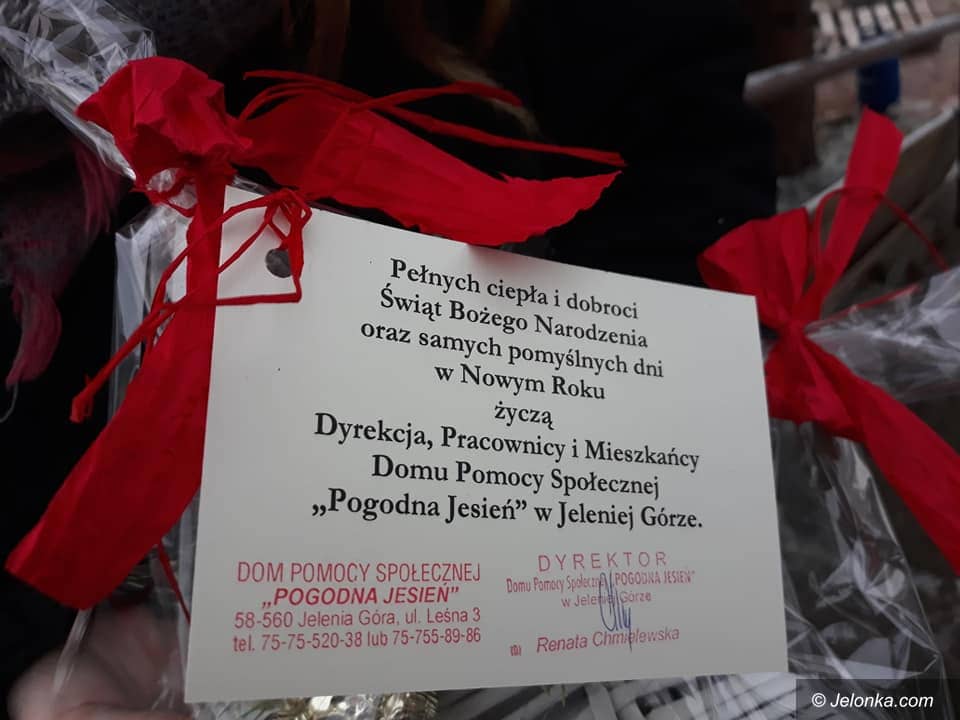 Pełnych ciepła i dobroci
Świąt Bożego Narodzenia
oraz samych pomyślnych dni
w Nowym Roku
życzą
Dyrekcja, Pracownicy i Mieszkańcy
Domu Pomocy Społecznej
„Pogodna Jesień” w Jeleniej Górze.
DOM POMOCY SPOŁECZNEJ
„POGODNA JESIEŃ”
58-560 Jelenia Góra, ul. Leśna 3
tel. 75-75-520-38 lub 75-755-89-86
DYREKTOR
Domu Pomocy Społecznej „POGODNA JESIEŃ”
w Jeleniej Górze
Renata Chmielewska
© Jelonka.com